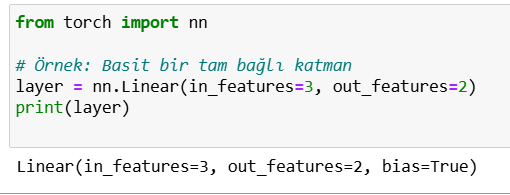 from torch import nn
# Örnek: Basit bir tam bağlı katman
layer = nn.Linear(in_features=3, out_features=2)
print(layer)
Linear(in_features=3, out_features=2, bias=True)